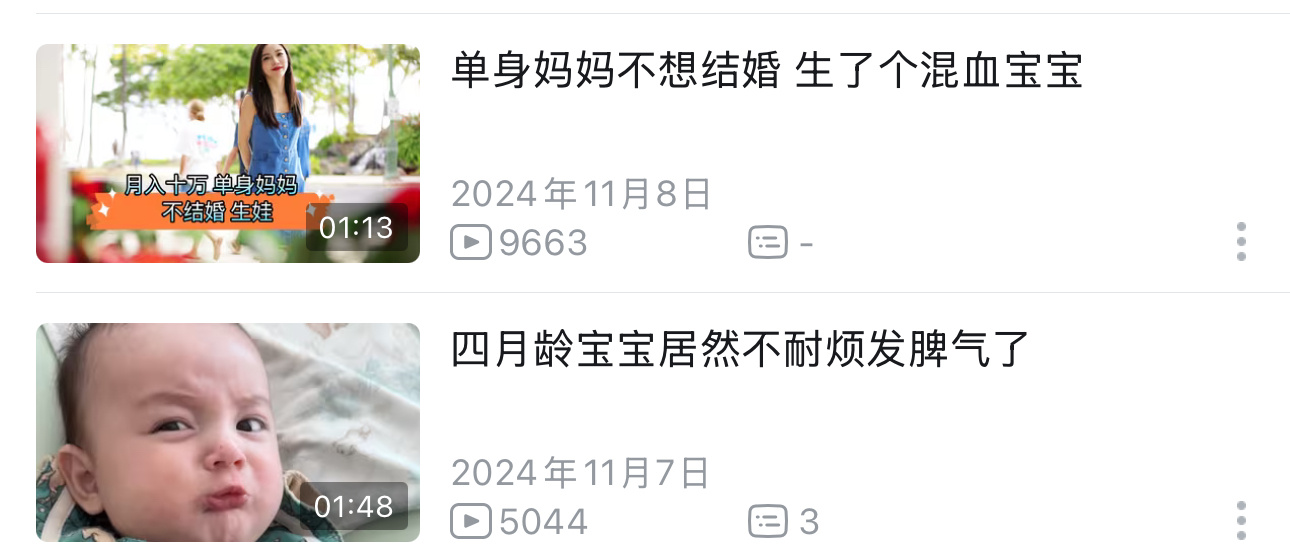 单身妈妈不想结婚 生了个混血宝宝
月入十万 单身妈妈
不结婚 生娃
01:13
2024年11月8日
9663
-
四月龄宝宝居然不耐烦发脾气了
01:48
2024年11月7日
5044
3